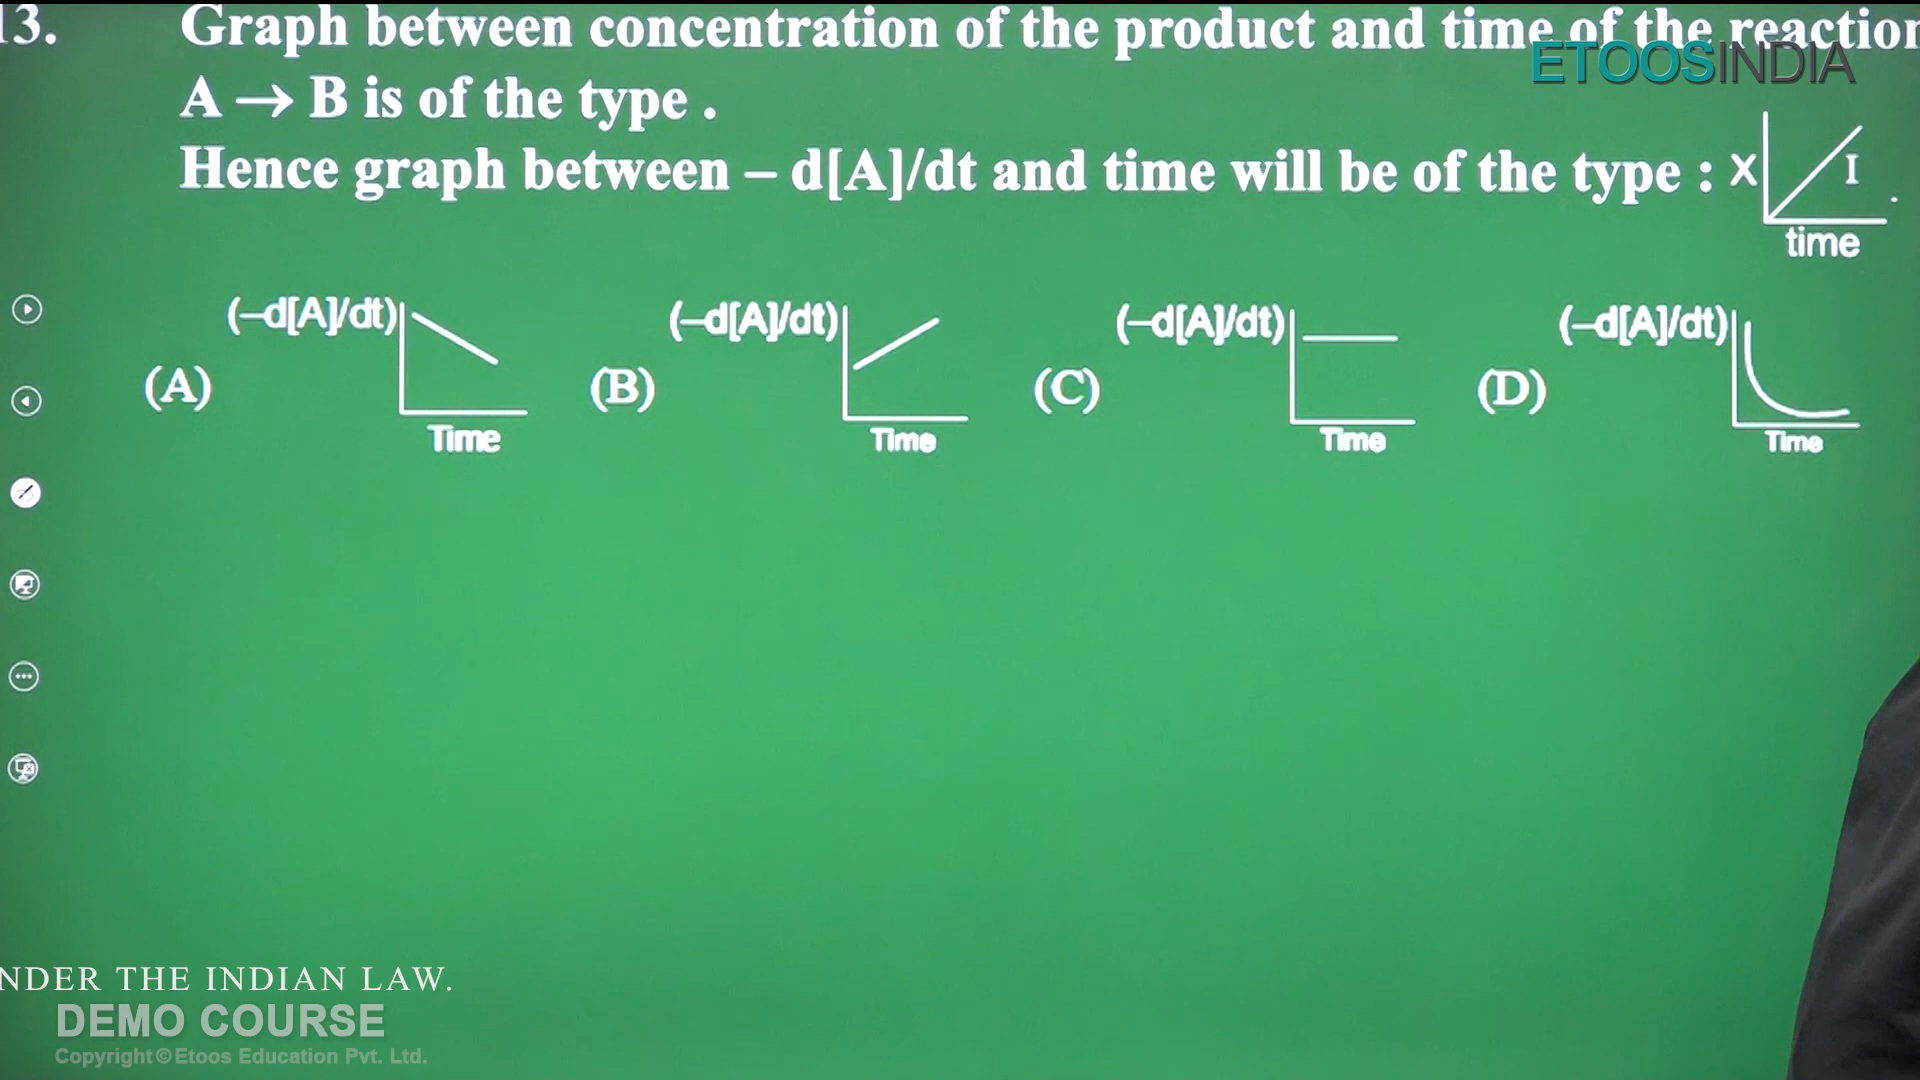 13. Graph between concentration of the product and time of the reaction
ETOOSINDIA
A → B is of the type .
Hence graph between – d[A]/dt and time will be of the type : X I .
time
(A) (–d[A]/dt) Time
(B) (–d[A]/dt) Time
(C) (–d[A]/dt) Time
(D) (–d[A]/dt) Time
NDER THE INDIAN LAW.
DEMO COURSE
Copyright © Etoos Education Pvt. Ltd.